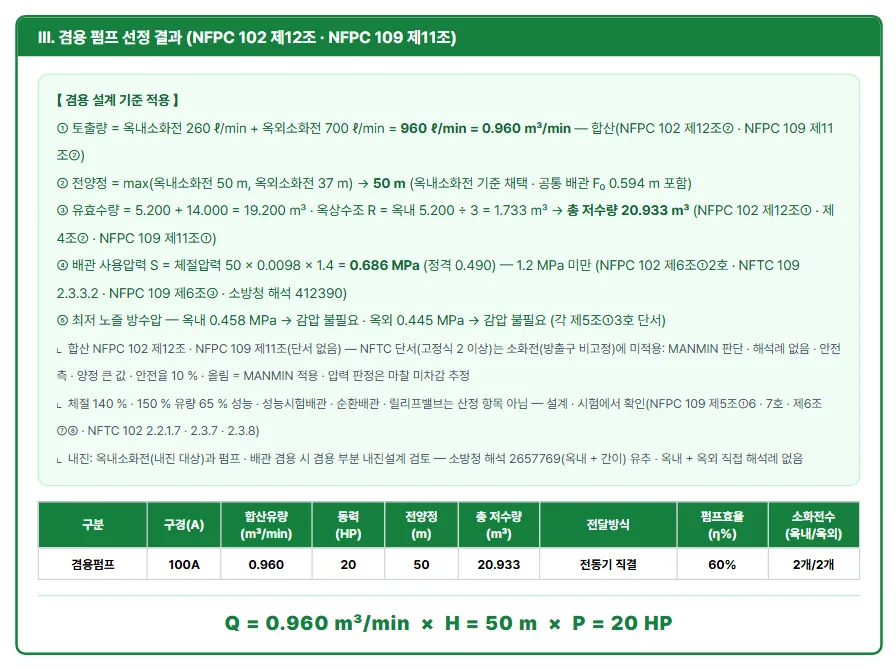 III. 겸용 펌프 선정 결과 (NFPC 102 제12조 · NFPC 109 제11조)
【 겸용 설계 기준 적용 】
① 토출량 = 옥내소화전 260 ℓ/min + 옥외소화전 700 ℓ/min = 960 ℓ/min = 0.960 m³/min — 합산(NFPC 102 제12조② · NFPC 109 제11
조②)
② 전양정 = max(옥내소화전 50 m, 옥외소화전 37 m) → 50 m (옥내소화전 기준 채택 · 공통 배관 F₀ 0.594 m 포함)
③ 유효수량 = 5.200 + 14.000 = 19.200 m³ · 옥상수조 R = 옥내 5.200 ÷ 3 = 1.733 m³ → 총 저수량 20.933 m³ (NFPC 102 제12조① · 제
4조② · NFPC 109 제11조①)
④ 배관 사용압력 S = 체절압력 50 × 0.0098 × 1.4 = 0.686 MPa (정격 0.490) — 1.2 MPa 미만 (NFPC 102 제6조①2호 · NFTC 109
2.3.3.2 · NFPC 109 제6조③ · 소방청 해석 412390)
⑤ 최저 노즐 방수압 — 옥내 0.458 MPa → 감압 불필요 · 옥외 0.445 MPa → 감압 불필요 (각 제5조①3호 단서)
∟ 합산 NFPC 102 제12조 · NFPC 109 제11조(단서 없음) — NFTC 단서(고정식 2 이상)는 소화전(방출구 비고정)에 미적용: MANMIN 판단 · 해석례 없음 · 안전
측 · 양정 큰 값 · 안전율 10 % · 올림 = MANMIN 적용 · 압력 판정은 마찰 미차감 추정
∟ 체절 140 % · 150 % 유량 65 % 성능 · 성능시험배관 · 순환배관 · 릴리프밸브는 산정 항목 아님 — 설계 · 시험에서 확인(NFPC 109 제5조①6 · 7호 · 제6조
⑦⑧ · NFTC 102 2.2.1.7 · 2.3.7 · 2.3.8)
∟ 내진: 옥내소화전(내진 대상)과 펌프 · 배관 겸용 시 겸용 부분 내진설계 검토 — 소방청 해석 2657769(옥내 + 간이) 유추 · 옥내 + 옥외 직접 해석례 없음
구분 구경(A) 합산유량 동력 전양정 총 저수량 전달방식 펌프효율 소화전수
(m³/min) (HP) (m) (m³) (η%) (옥내/옥외)
겸용펌프 100A 0.960 20 50 20.933 전동기 직결 60% 2개/2개
Q = 0.960 m³/min × H = 50 m × P = 20 HP